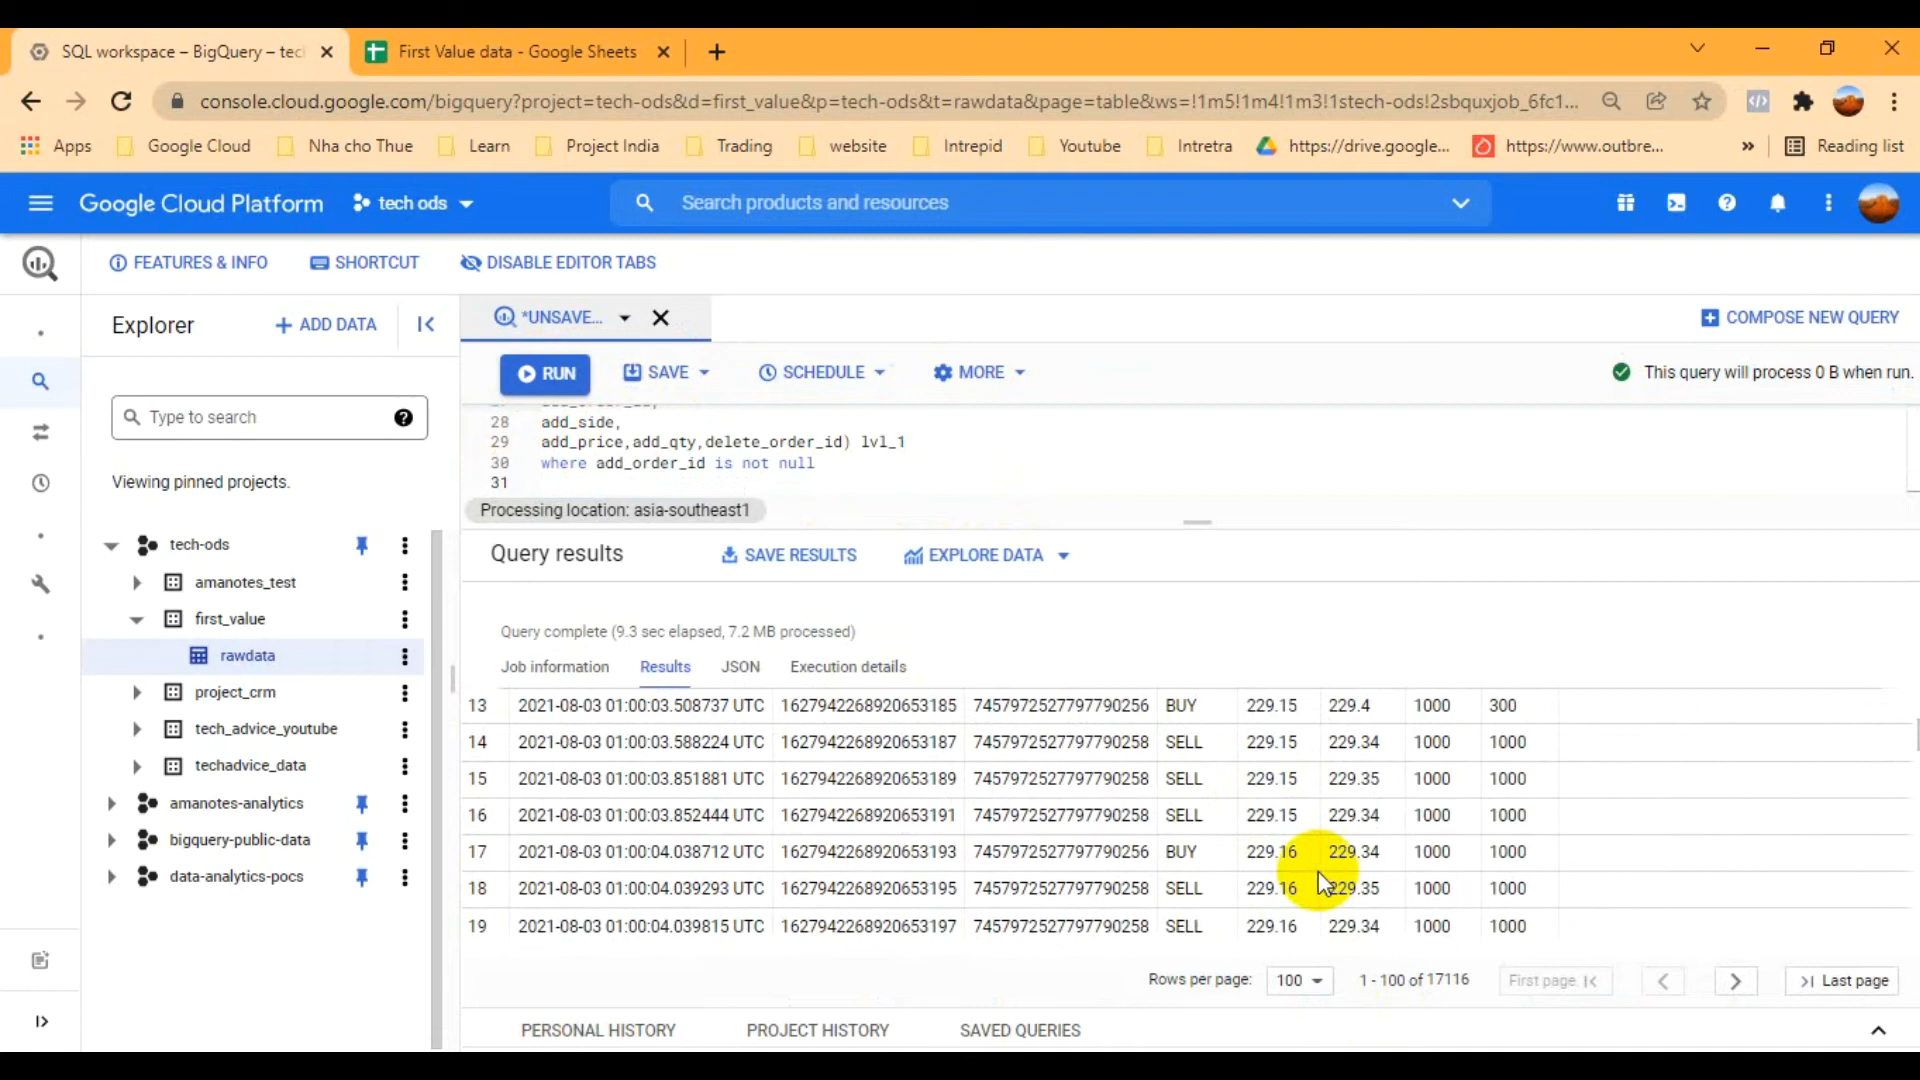 SQL workspace – BigQuery – tec
First Value data - Google Sheets
console.cloud.google.com/bigquery?project=tech-ods&d=first_value&p=tech-ods&t=rawdata&page=table&ws=!1m5!1m4!1m3!1stech-ods!2sbquxjob_6fc1...
Apps Google Cloud Nha cho Thue Learn Project India Trading website Intrepid Youtube Intretra https://drive.google... https://www.outbre... » Reading list
Google Cloud Platform tech ods Search products and resources
FEATURES & INFO SHORTCUT DISABLE EDITOR TABS
Explorer + ADD DATA *UNSAVE... COMPOSE NEW QUERY
RUN SAVE SCHEDULE MORE This query will process 0 B when run.
Type to search
28 add_side,
29 add_price,add_qty,delete_order_id) lvl_1
30 where add_order_id is not null
31
Viewing pinned projects.
Processing location: asia-southeast1
tech-ods
amanotes_test
first_value
rawdata
project_crm
tech_advice_youtube
techadvice_data
amanotes-analytics
bigquery-public-data
data-analytics-pocs
Query results SAVE RESULTS EXPLORE DATA
Query complete (9.3 sec elapsed, 7.2 MB processed)
Job information Results JSON Execution details
13 2021-08-03 01:00:03.508737 UTC 1627942268920653185 7457972527797790256 BUY 229.15 229.4 1000 300
14 2021-08-03 01:00:03.588224 UTC 1627942268920653187 7457972527797790258 SELL 229.15 229.34 1000 1000
15 2021-08-03 01:00:03.851881 UTC 1627942268920653189 7457972527797790258 SELL 229.15 229.35 1000 1000
16 2021-08-03 01:00:03.852444 UTC 1627942268920653191 7457972527797790258 SELL 229.15 229.34 1000 1000
17 2021-08-03 01:00:04.038712 UTC 1627942268920653193 7457972527797790256 BUY 229.16 229.34 1000 1000
18 2021-08-03 01:00:04.039293 UTC 1627942268920653195 7457972527797790258 SELL 229.16 229.35 1000 1000
19 2021-08-03 01:00:04.039815 UTC 1627942268920653197 7457972527797790258 SELL 229.16 229.34 1000 1000
Rows per page: 100 1 - 100 of 17116 First page Last page
PERSONAL HISTORY PROJECT HISTORY SAVED QUERIES